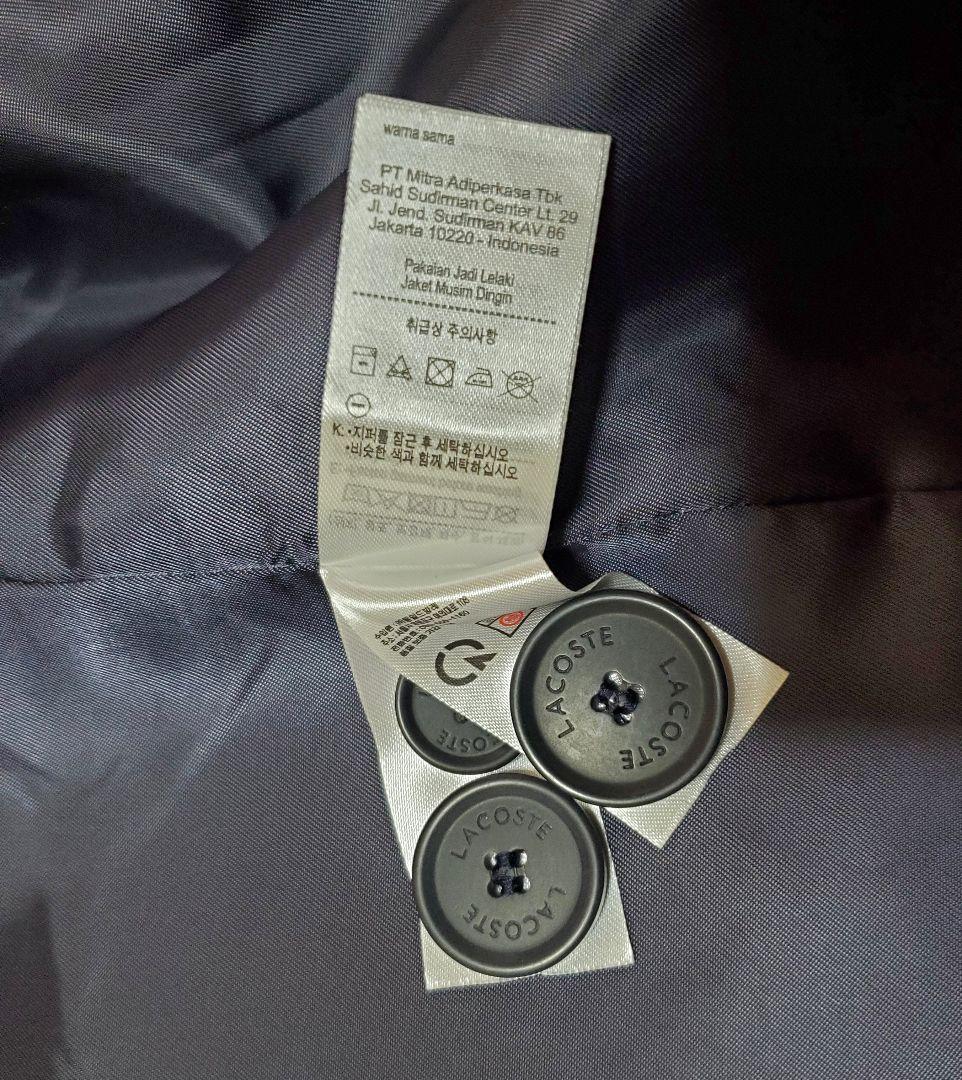 warna sama
PT Mitra Adiperkasa Tbk
Sahid Sudirman Center Lt. 29
Jl. Jend. Sudirman KAV 86
Jakarta 10220 - Indonesia
Pakaian Jadi Lelaki
Jaket Musim Dingin
취급상 주의사항
K: •지퍼를 잠근 후 세탁하십시오
•비슷한 색과 함께 세탁하십시오
LACOSTE
LACOSTE
LACOSTE
LACOSTE
LACOSTE
LACOSTE